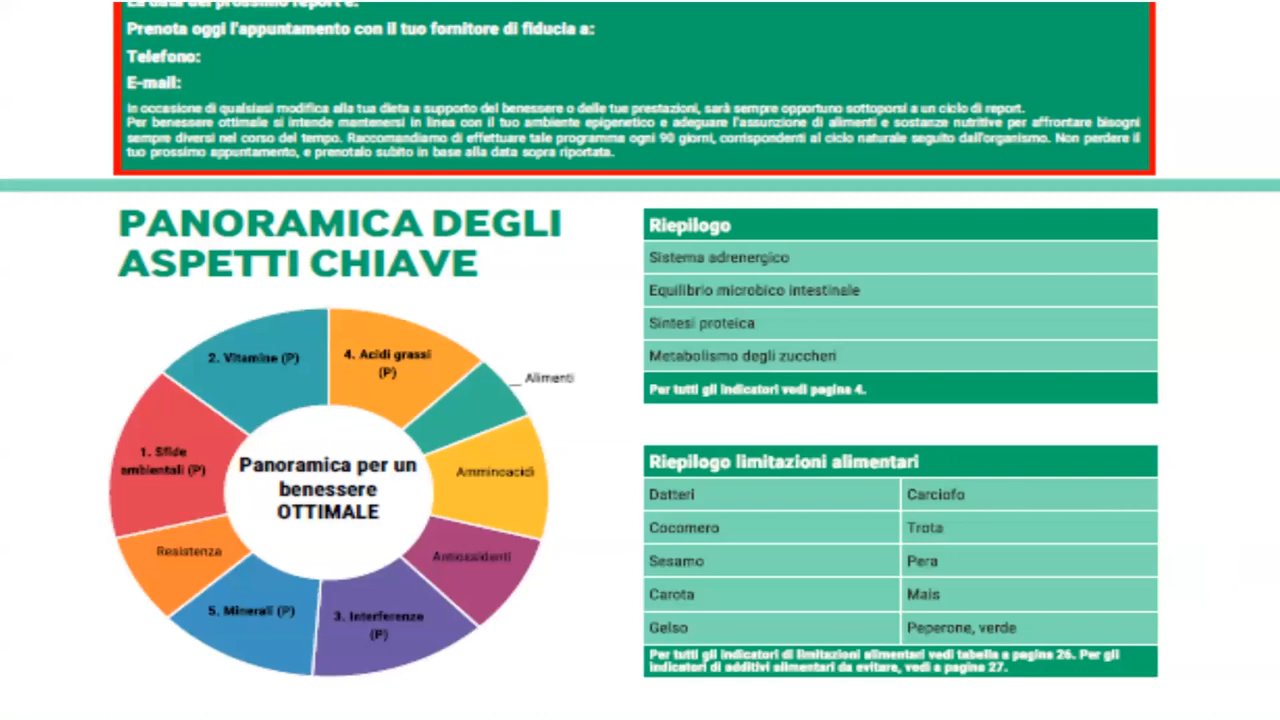 La data del prossimo report è:
Prenota oggi l'appuntamento con il tuo fornitore di fiducia a:
Telefono:
E-mail:
In occasione di qualsiasi modifica alla tua dieta a supporto del benessere o delle tue prestazioni, sarà sempre opportuno sottoporsi a un ciclo di report.
Per benessere ottimale si intende mantenersi in linea con il tuo ambiente epigenetico e adeguare l'assunzione di alimenti e sostanze nutritive per affrontare bisogni
sempre diversi nel corso del tempo. Raccomandiamo di effettuare tale programma ogni 90 giorni, corrispondenti al ciclo naturale seguito dall'organismo. Non perdere il
tuo prossimo appuntamento, e prenotalo subito in base alla data sopra riportata.
PANORAMICA DEGLI
ASPETTI CHIAVE
2. Vitamine (P)
4. Acidi grassi
(P)
Alimenti
1. Sfide
ambientali (P)
Panoramica per un
benessere
OTTIMALE
Amminoacidi
Resistenza
Antiossidanti
5. Minerali (P)
3. Interferenze
(P)
Riepilogo
Sistema adrenergico
Equilibrio microbico intestinale
Sintesi proteica
Metabolismo degli zuccheri
Per tutti gli indicatori vedi pagina 4.
Riepilogo limitazioni alimentari
Datteri Carciofo
Cocomero Trota
Sesamo Pera
Carota Mais
Gelso Peperone, verde
Per tutti gli indicatori di limitazioni alimentari vedi tabella a pagina 26. Per gli
indicatori di additivi alimentari da evitare, vedi a pagina 27.